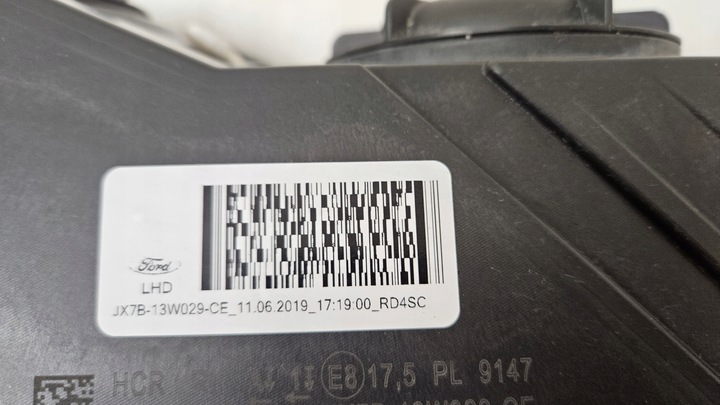 Ford
LHD
JX7B-13W029-CE_11.06.2019_17:19:00_RD4SC
HCR E8 17,5 PL 9147